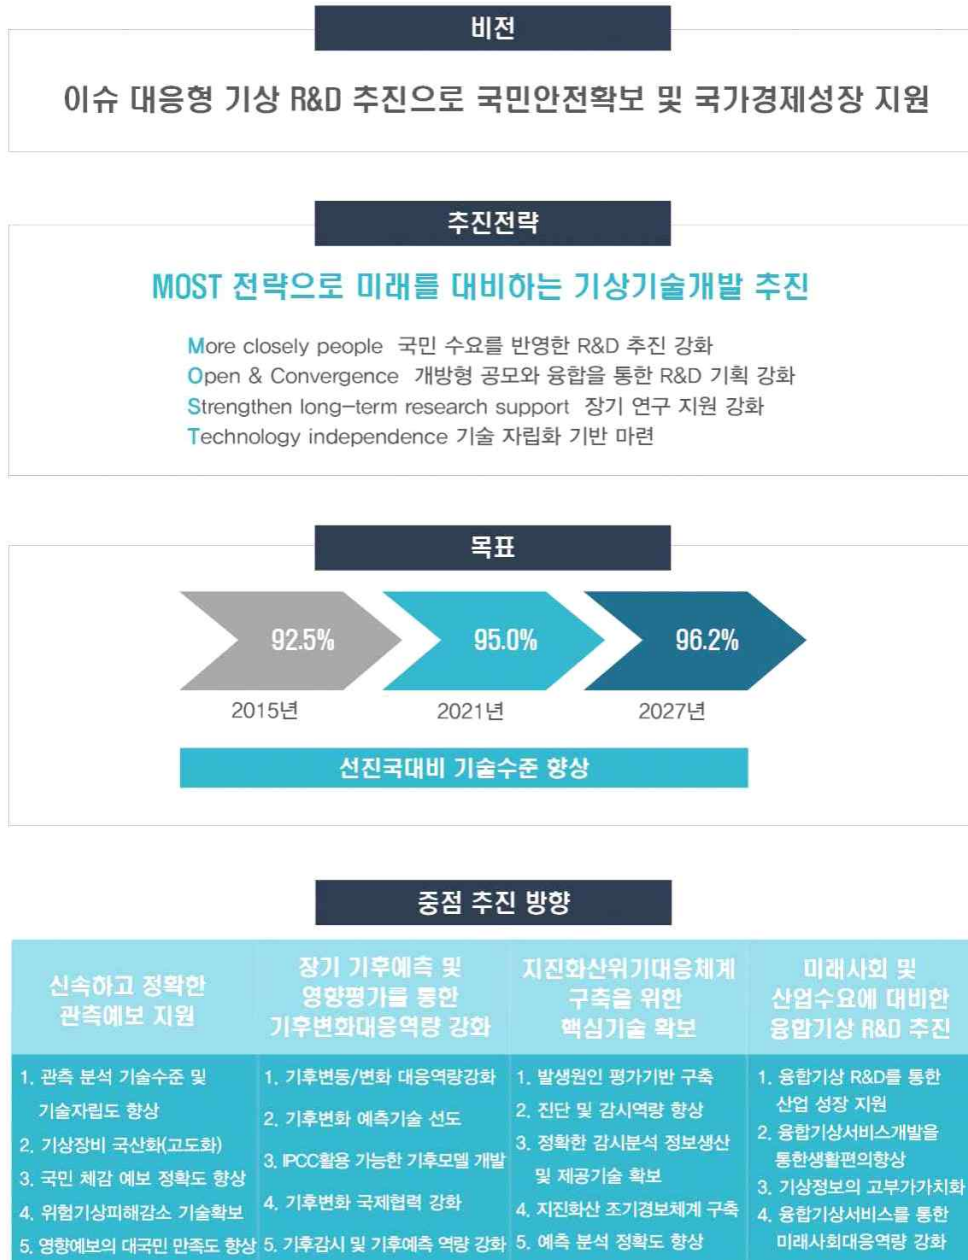 비전
이슈 대응형 기상 R&D 추진으로 국민안전확보 및 국가경제성장 지원
추진전략
MOST 전략으로 미래를 대비하는 기상기술개발 추진
More closely people 국민 수요를 반영한 R&D 추진 강화
Open & Convergence 개방형 공모와 융합을 통한 R&D 기획 강화
Strengthen long-term research support 장기 연구 지원 강화
Technology independence 기술 자립화 기반 마련
목표
92.5% 95.0% 96.2%
2015년 2021년 2027년
선진국대비 기술수준 향상
중점 추진 방향
신속하고 정확한
관측예보 지원
1. 관측 분석 기술수준 및
기술자립도 향상
2. 기상장비 국산화(고도화)
3. 국민 체감 예보 정확도 향상
4. 위험기상피해감소 기술확보
5. 영향예보의 대국민 만족도 향상
장기 기후예측 및
영향평가를 통한
기후변화대응역량 강화
1. 기후변동/변화 대응역량강화
2. 기후변화 예측기술 선도
3. IPCC활용 가능한 기후모델 개발
4. 기후변화 국제협력 강화
5. 기후감시 및 기후예측 역량 강화
지진화산위기대응체계
구축을 위한
핵심기술 확보
1. 발생원인 평가기반 구축
2. 진단 및 감시역량 향상
3. 정확한 감시분석 정보생산
및 제공기술 확보
4. 지진화산 조기경보체계 구축
5. 예측 분석 정확도 향상
미래사회 및
산업수요에 대비한
융합기상 R&D 추진
1. 융합기상 R&D를 통한
산업 성장 지원
2. 융합기상서비스개발을
통한생활편의향상
3. 기상정보의 고부가가치화
4. 융합기상서비스를 통한
미래사회대응역량 강화